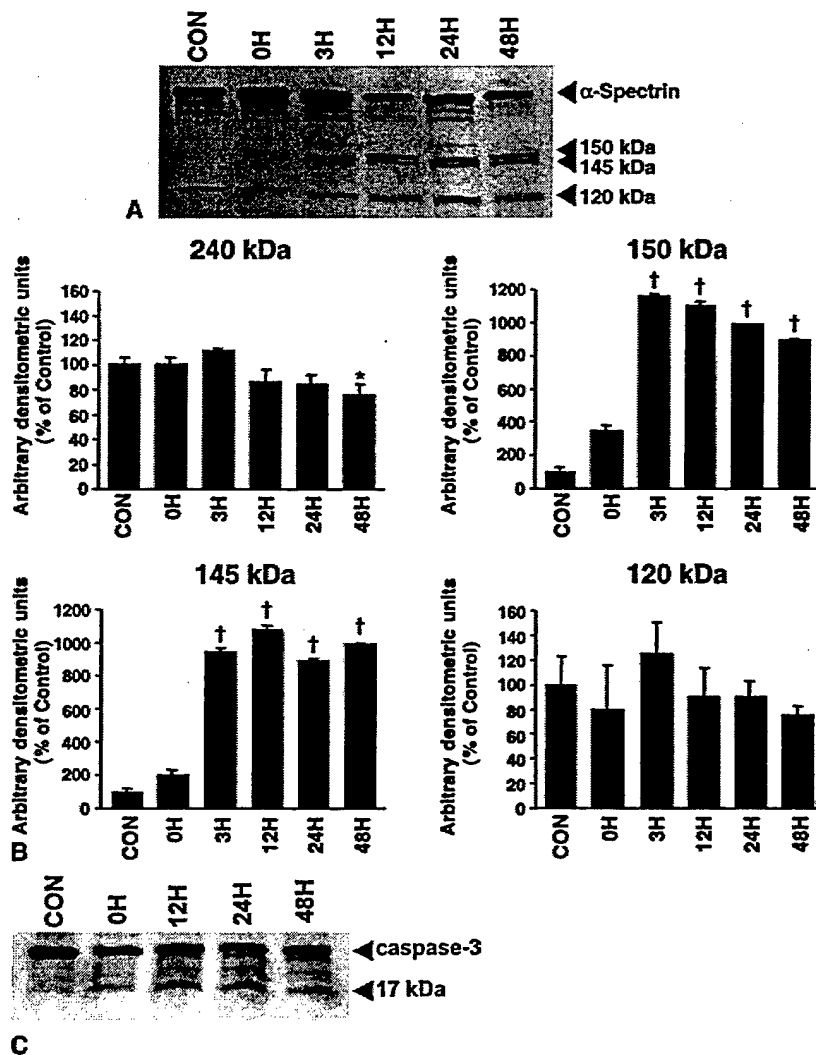 CON 0H 3H 12H 24H 48H
α-Spectrin
150 kDa
145 kDa
120 kDa
A
240 kDa
Arbitrary densitometric units
(% of Control)
160
140
120
100
80
60
40
20
0
*
CON 0H 3H 12H 24H 48H
150 kDa
Arbitrary densitometric units
(% of Control)
1200
1000
800
600
400
200
0
† † † †
CON 0H 3H 12H 24H 48H
145 kDa
Arbitrary densitometric units
(% of Control)
1200
1000
800
600
400
200
0
† † † †
CON 0H 3H 12H 24H 48H
B
120 kDa
Arbitrary densitometric units
(% of Control)
160
140
120
100
80
60
40
20
0
CON 0H 3H 12H 24H 48H
CON 0H 12H 24H 48H
caspase-3
17 kDa
C